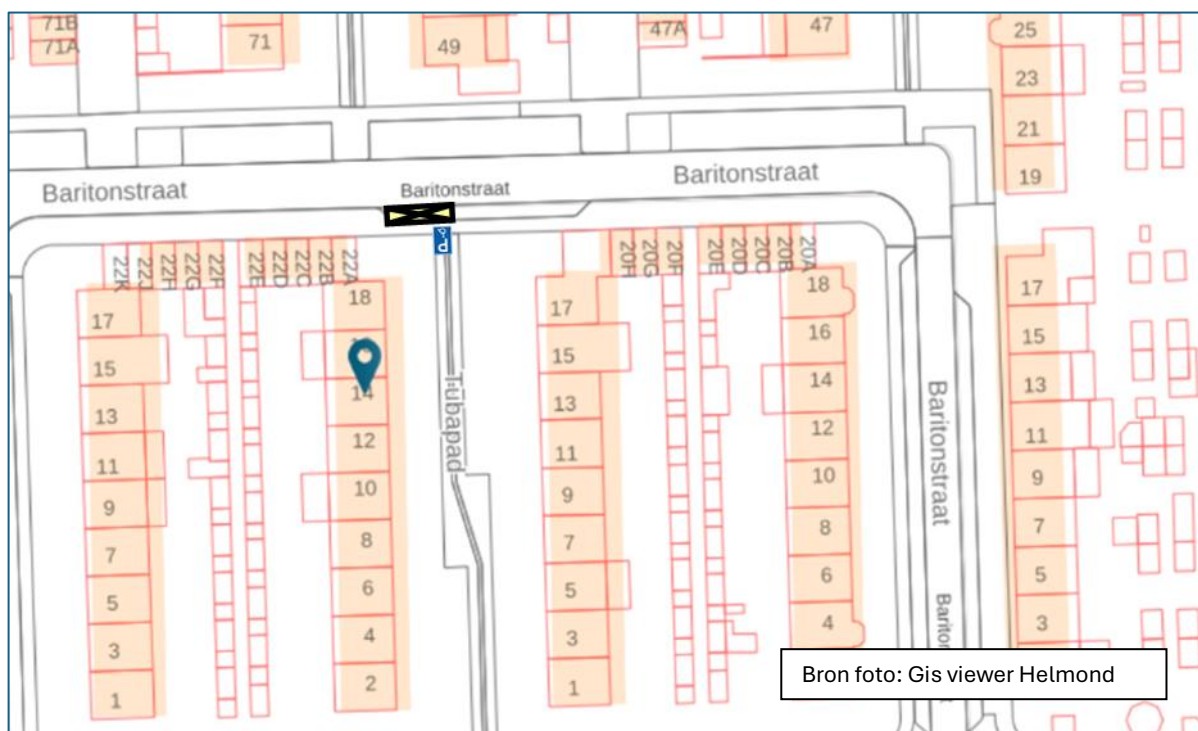 71B
71A
71
49
47A
47
25
23
21
19
Baritonstraat
Baritonstraat
Baritonstraat
22K
22J
22H
22G
22F
22E
22D
22C
22B
22A
20H
20G
20F
20E
20D
20C
20B
20A
17
15
13
11
9
7
5
3
1
18
14
12
10
8
6
4
2
Tubapad
17
15
13
11
9
7
5
3
1
18
16
14
12
10
8
6
4
Baritonstraat
17
15
13
11
9
7
5
3
Bron foto: Gis viewer Helmond